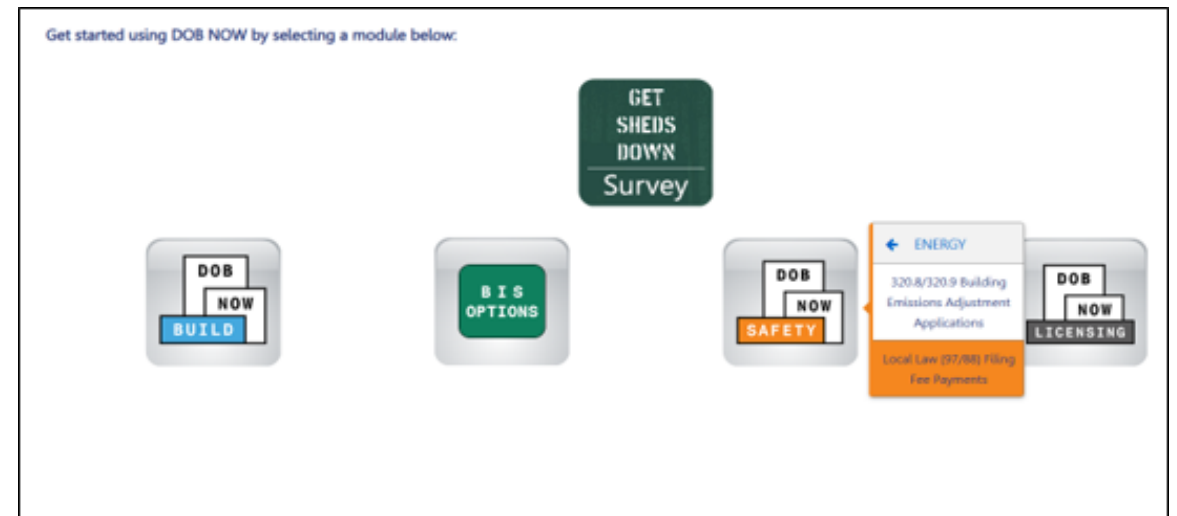 Get started using DOB NOW by selecting a module below:
GET
SHEDS
DOWN
Survey
DOB
NOW
BUILD
BIS
OPTIONS
DOB
NOW
SAFETY
ENERGY
320.8/320.9 Building
Emissions Adjustment
Applications
Local Law (97/88) Filing
Fee Payments
DOB
NOW
LICENSING